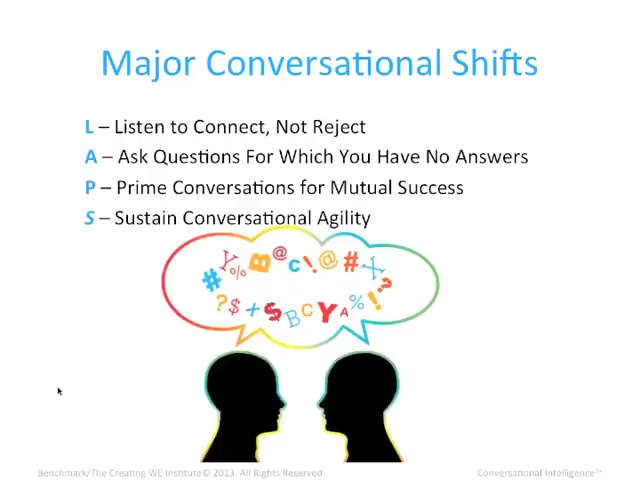 Major Conversational Shifts
L – Listen to Connect, Not Reject
A – Ask Questions For Which You Have No Answers
P – Prime Conversations for Mutual Success
S – Sustain Conversational Agility
# Y % B @ c ! @ # X
? $ + $ B C Y A % ! ?
Benchmark/The Creating WE Institute© 2013. All Rights Reserved.
Conversational Intelligence™